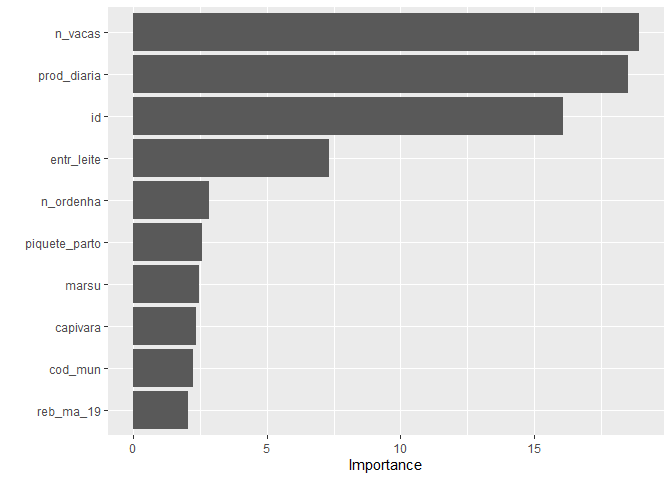 n_vacas
prod_diaria
id
entr_leite
n_ordenha
piquete_parto
marsu
capivara
cod_mun
reb_ma_19
0 5 10 15
Importance